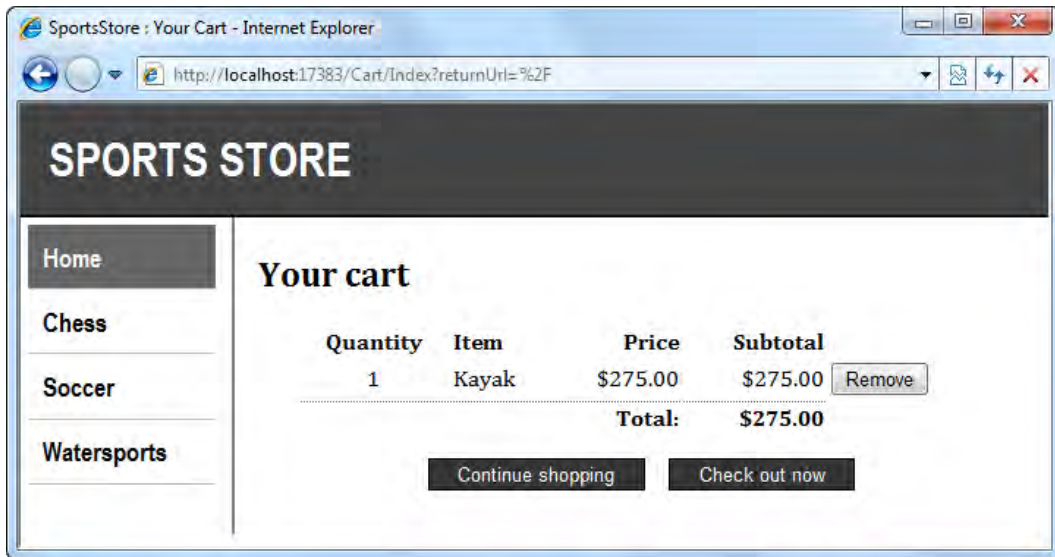 SportsStore : Your Cart - Internet Explorer
http://localhost:17383/Cart/Index?returnUrl=%2F
SPORTS STORE
Home
Chess
Soccer
Watersports
Your cart
Quantity Item Price Subtotal
1 Kayak $275.00 $275.00 Remove
Total: $275.00
Continue shopping Check out now